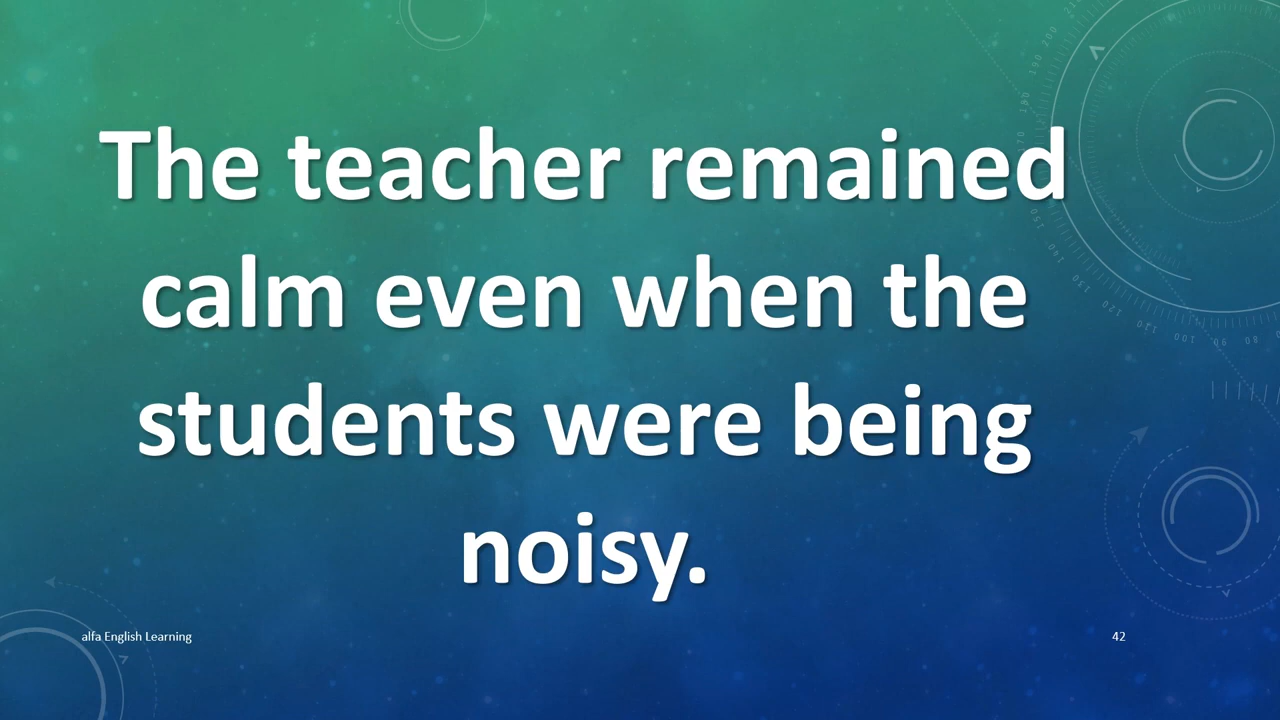 The teacher remained
calm even when the
students were being
noisy.
alfa English Learning
42